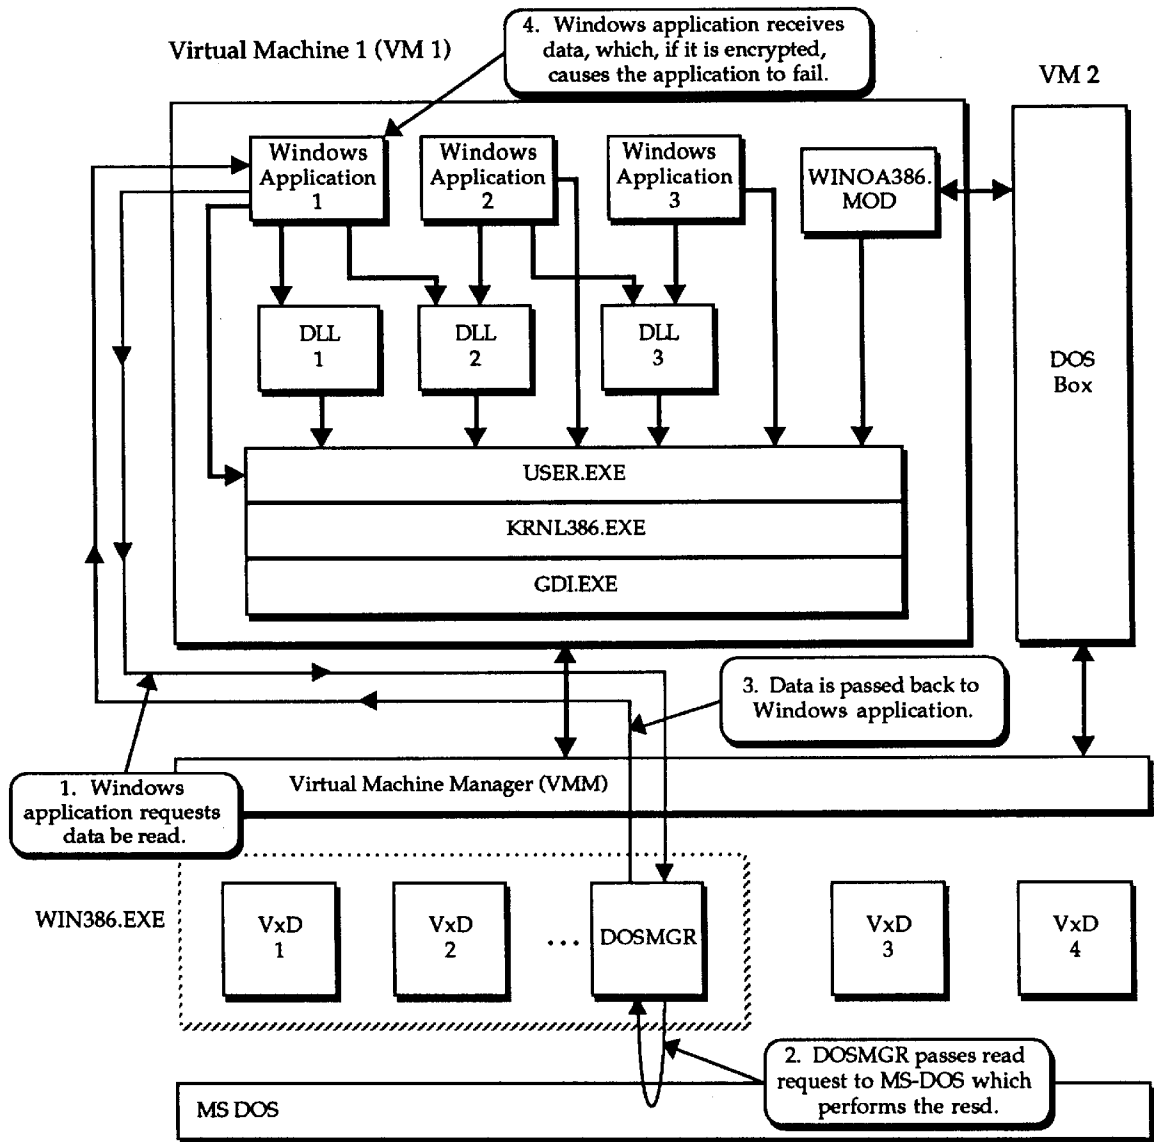 Virtual Machine 1 (VM 1)
4. Windows application receives
data, which, if it is encrypted,
causes the application to fail.
VM 2
Windows
Application
1
Windows
Application
2
Windows
Application
3
WINOA386.
MOD
DLL
1
DLL
2
DLL
3
DOS
Box
USER.EXE
KRNL386.EXE
GDI.EXE
3. Data is passed back to
Windows application.
Virtual Machine Manager (VMM)
1. Windows
application requests
data be read.
WIN386.EXE
VxD
1
VxD
2
...
DOSMGR
VxD
3
VxD
4
2. DOSMGR passes read
request to MS-DOS which
performs the resd.
MS DOS